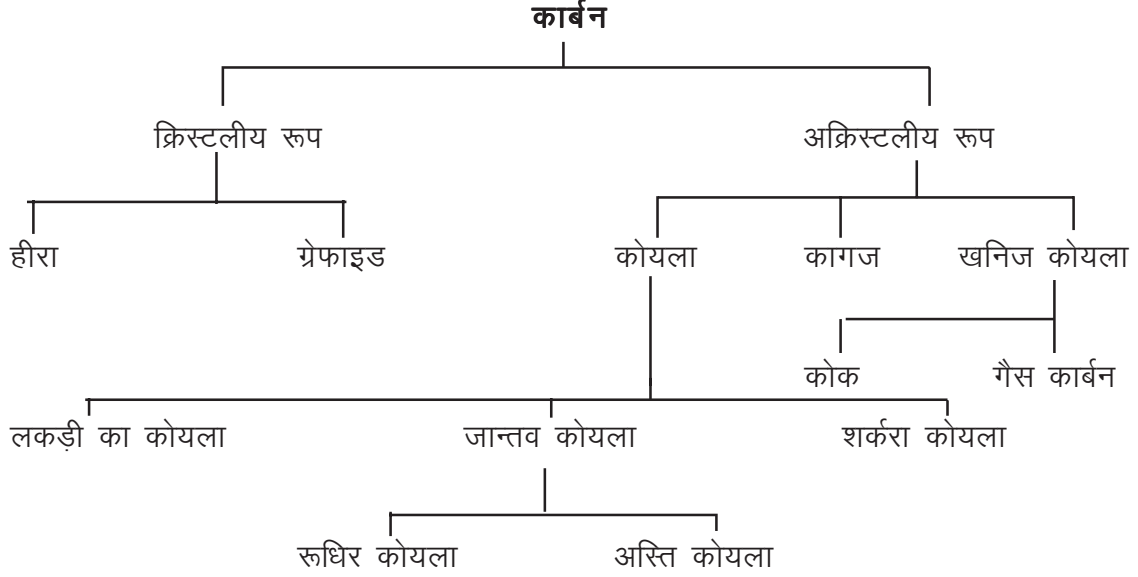 कार्बन
क्रिस्टलीय रूप अक्रिस्टलीय रूप
हीरा ग्रेफाइड कोयला कागज खनिज कोयला
कोक गैस कार्बन
लकड़ी का कोयला जान्तव कोयला शर्करा कोयला
रूधिर कोयला अस्ति कोयला